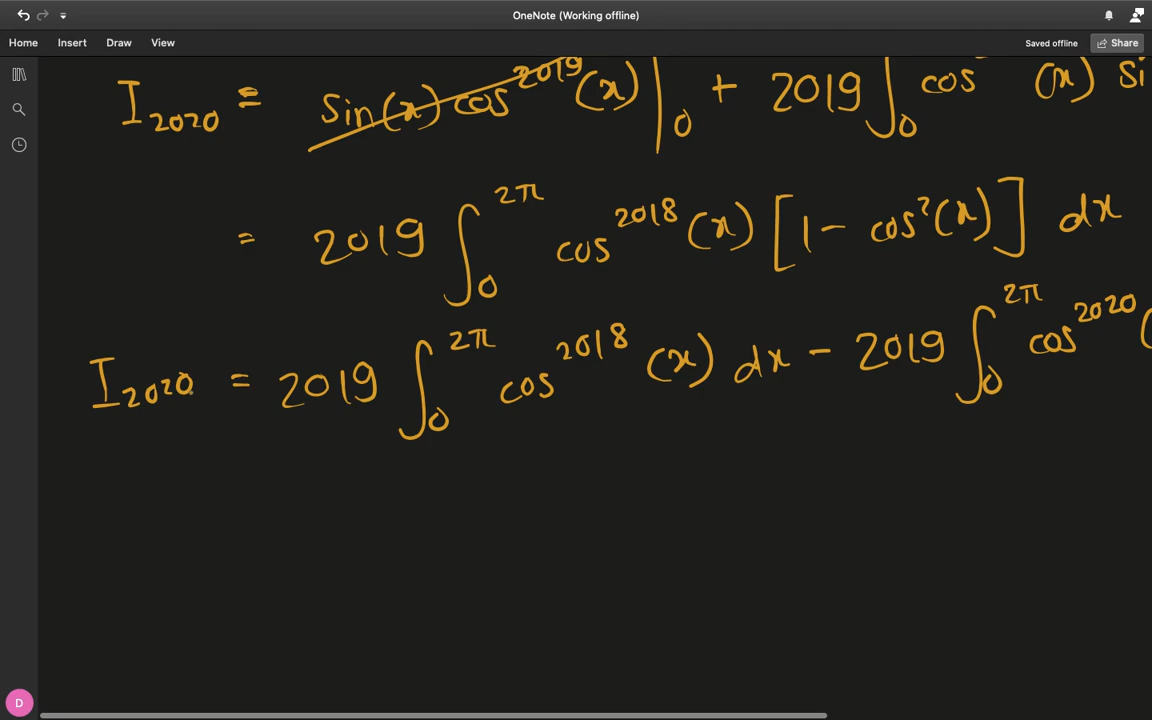 OneNote (Working offline)
Home Insert Draw View Saved offline Share
I₂₀₂₀ = sin(x) cos²⁰¹⁹(x) |₀ + 2019 ∫₀ cos (x) si
= 2019 ∫₀^2π cos²⁰¹⁸(x) [1 - cos²(x)] dx
I₂₀₂₀ = 2019 ∫₀^2π cos²⁰¹⁸(x) dx - 2019 ∫₀^2π cos²⁰²⁰(
D